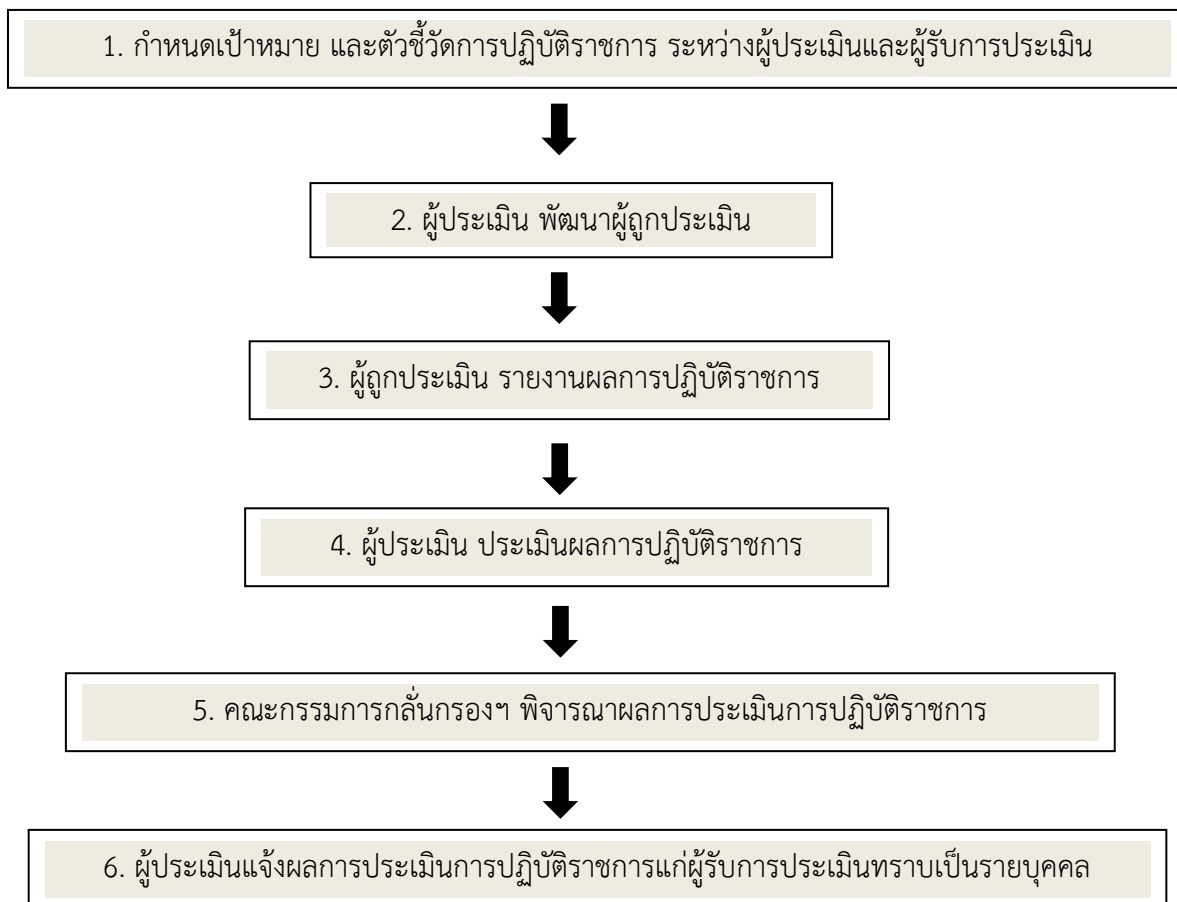 1. กำหนดเป้าหมาย และตัวชี้วัดการปฏิบัติราชการ ระหว่างผู้ประเมินและผู้รับการประเมิน
2. ผู้ประเมิน พัฒนาผู้ถูกประเมิน
3. ผู้ถูกประเมิน รายงานผลการปฏิบัติราชการ
4. ผู้ประเมิน ประเมินผลการปฏิบัติราชการ
5. คณะกรรมการกลั่นกรองฯ พิจารณาผลการประเมินการปฏิบัติราชการ
6. ผู้ประเมินแจ้งผลการประเมินการปฏิบัติราชการแก่ผู้รับการประเมินทราบเป็นรายบุคคล